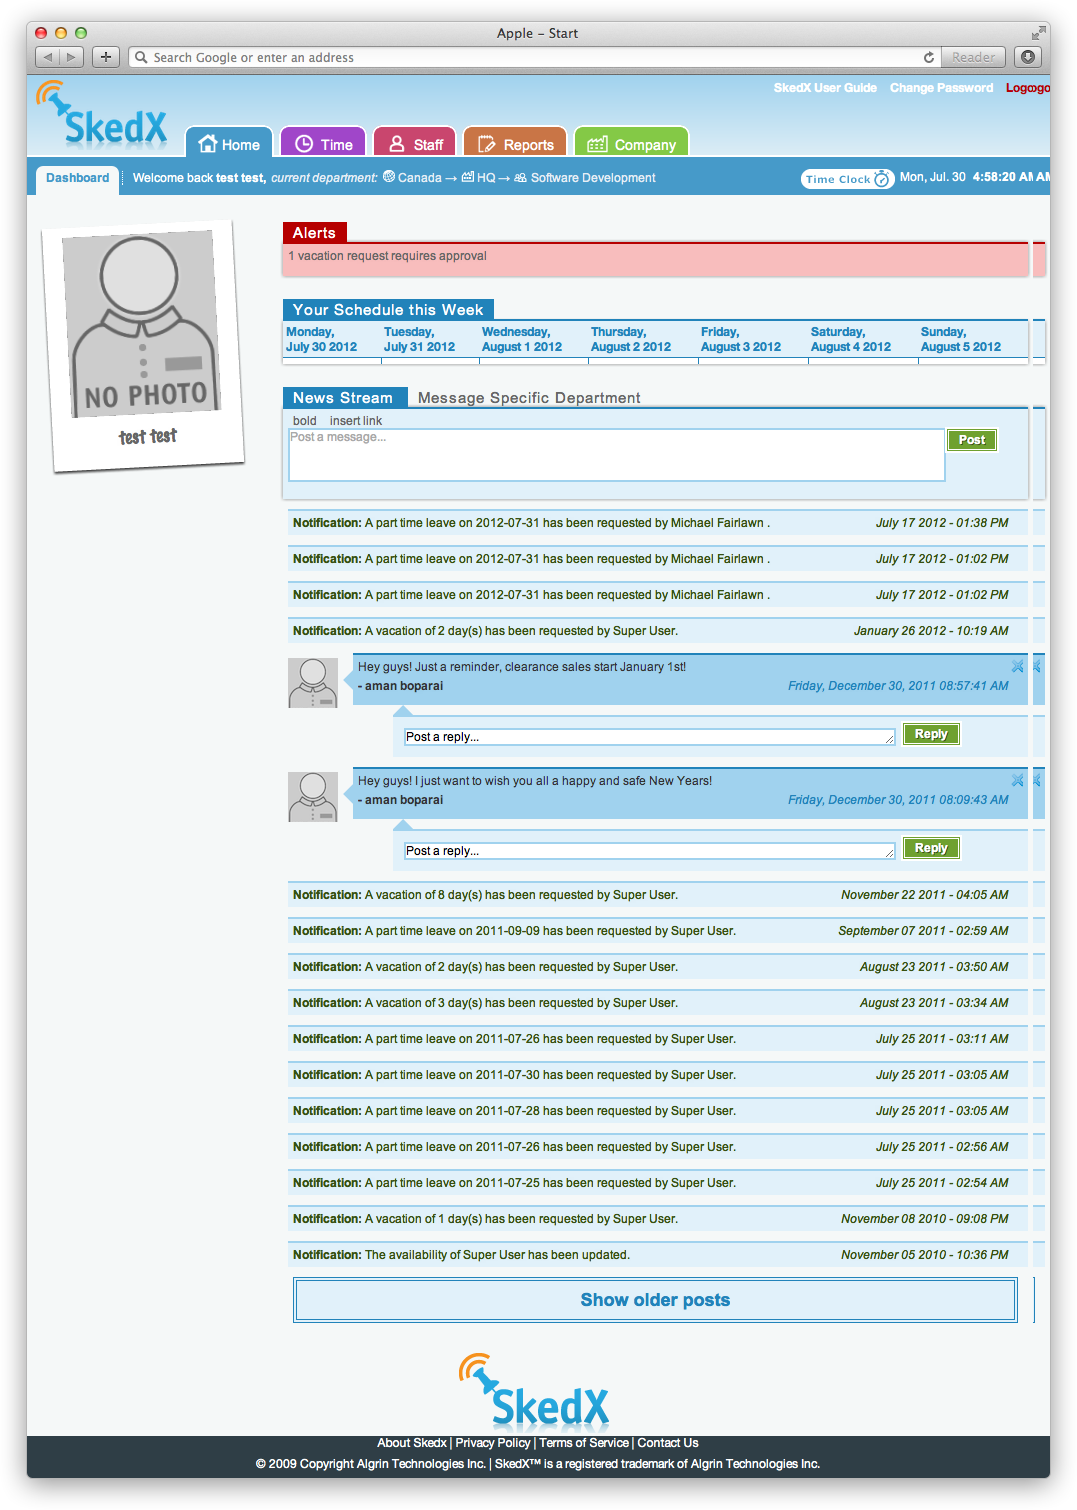 Apple – Start
Search Google or enter an address
Reader
SkedX User Guide Change Password
SkedX
Home Time Staff Reports Company
Dashboard Welcome back test test, current department: Canada → HQ → Software Development Time Clock Mon, Jul. 30 4:58:20 AM
Alerts
1 vacation request requires approval
Your Schedule this Week
Monday, Tuesday, Wednesday, Thursday, Friday, Saturday, Sunday,
July 30 2012 July 31 2012 August 1 2012 August 2 2012 August 3 2012 August 4 2012 August 5 2012
NO PHOTO
test test
News Stream Message Specific Department
bold insert link
Post a message...
Post
Notification: A part time leave on 2012-07-31 has been requested by Michael Fairlawn . July 17 2012 - 01:38 PM
Notification: A part time leave on 2012-07-31 has been requested by Michael Fairlawn . July 17 2012 - 01:02 PM
Notification: A part time leave on 2012-07-31 has been requested by Michael Fairlawn . July 17 2012 - 01:02 PM
Notification: A vacation of 2 day(s) has been requested by Super User. January 26 2012 - 10:19 AM
Hey guys! Just a reminder, clearance sales start January 1st!
- aman boparai Friday, December 30, 2011 08:57:41 AM
Post a reply... Reply
Hey guys! I just want to wish you all a happy and safe New Years!
- aman boparai Friday, December 30, 2011 08:09:43 AM
Post a reply... Reply
Notification: A vacation of 8 day(s) has been requested by Super User. November 22 2011 - 04:05 AM
Notification: A part time leave on 2011-09-09 has been requested by Super User. September 07 2011 - 02:59 AM
Notification: A vacation of 2 day(s) has been requested by Super User. August 23 2011 - 03:50 AM
Notification: A vacation of 3 day(s) has been requested by Super User. August 23 2011 - 03:34 AM
Notification: A part time leave on 2011-07-26 has been requested by Super User. July 25 2011 - 03:11 AM
Notification: A part time leave on 2011-07-30 has been requested by Super User. July 25 2011 - 03:05 AM
Notification: A part time leave on 2011-07-28 has been requested by Super User. July 25 2011 - 03:05 AM
Notification: A part time leave on 2011-07-26 has been requested by Super User. July 25 2011 - 02:56 AM
Notification: A part time leave on 2011-07-25 has been requested by Super User. July 25 2011 - 02:54 AM
Notification: A vacation of 1 day(s) has been requested by Super User. November 08 2010 - 09:08 PM
Notification: The availability of Super User has been updated. November 05 2010 - 10:36 PM
Show older posts
SkedX
About Skedx | Privacy Policy | Terms of Service | Contact Us
© 2009 Copyright Algrin Technologies Inc. | SkedX™ is a registered trademark of Algrin Technologies Inc.